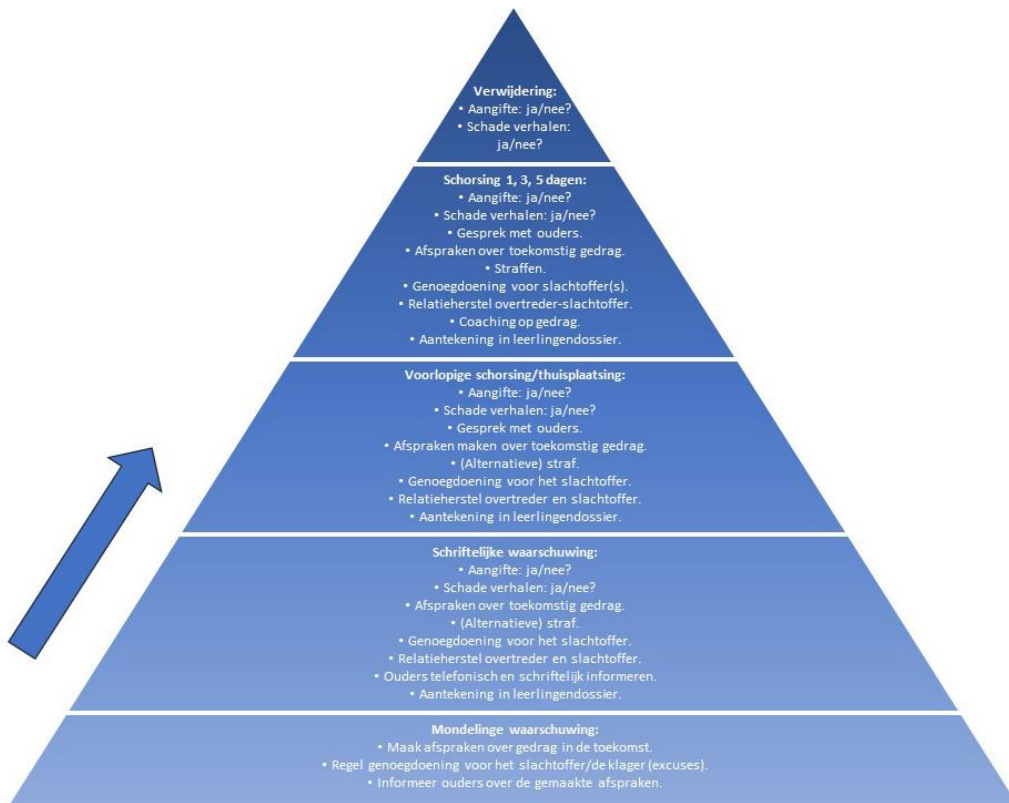 Verwijdering:
• Aangifte: ja/nee?
• Schade verhalen:
ja/nee?
Schorsing 1, 3, 5 dagen:
• Aangifte: ja/nee?
• Schade verhalen: ja/nee?
• Gesprek met ouders.
• Afspraken over toekomstig gedrag.
• Straffen.
• Genoegdoening voor slachtoffer(s).
• Relatieherstel overtreder-slachtoffer.
• Coaching op gedrag.
• Aantekening in leerlingendossier.
Voorlopige schorsing/thuisplaatsing:
• Aangifte: ja/nee?
• Schade verhalen: ja/nee?
• Gesprek met ouders.
• Afspraken maken over toekomstig gedrag.
• (Alternatieve) straf.
• Genoegdoening voor het slachtoffer.
• Relatieherstel overtreder en slachtoffer.
• Aantekening in leerlingendossier.
Schriftelijke waarschuwing:
• Aangifte: ja/nee?
• Schade verhalen: ja/nee?
• Afspraken over toekomstig gedrag.
• (Alternatieve) straf.
• Genoegdoening voor het slachtoffer.
• Relatieherstel overtreder en slachtoffer.
• Ouders telefonisch en schriftelijk informeren.
• Aantekening in leerlingendossier.
Mondelinge waarschuwing:
• Maak afspraken over gedrag in de toekomst.
• Regel genoegdoening voor het slachtoffer/de klager (excuses).
• Informeer ouders over de gemaakte afspraken.